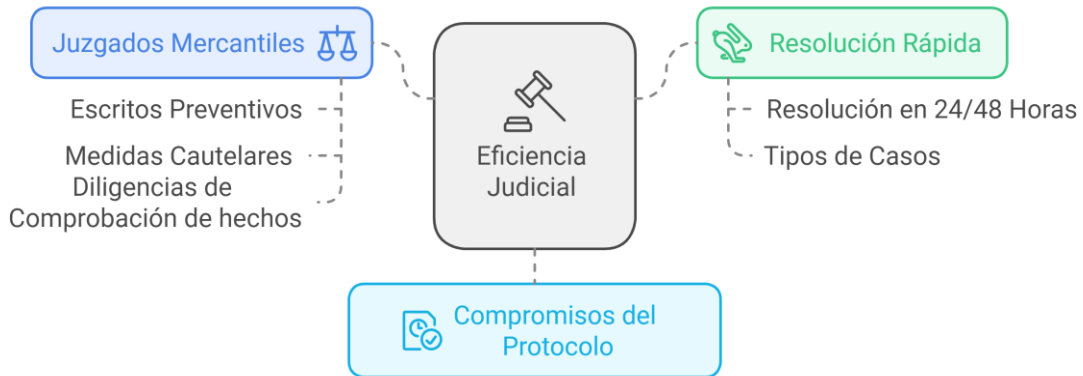 Juzgados Mercantiles
Escritos Preventivos
Medidas Cautelares
Diligencias de
Comprobación de hechos
Eficiencia
Judicial
Resolución Rápida
Resolución en 24/48 Horas
Tipos de Casos
Compromisos del
Protocolo